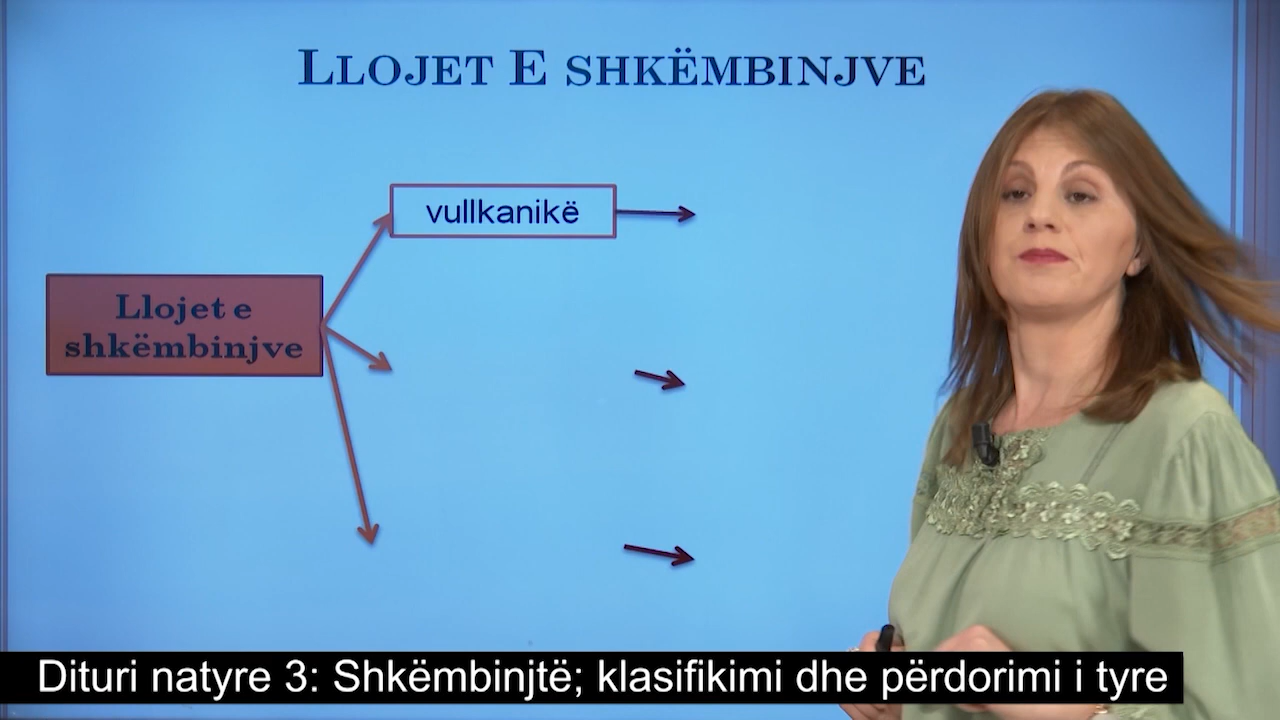 LLOJET E SHKËMBINJVE
vullkanikë
Llojet e
shkëmbinjve
Dituri natyre 3: Shkëmbinjtë; klasifikimi dhe përdorimi i tyre